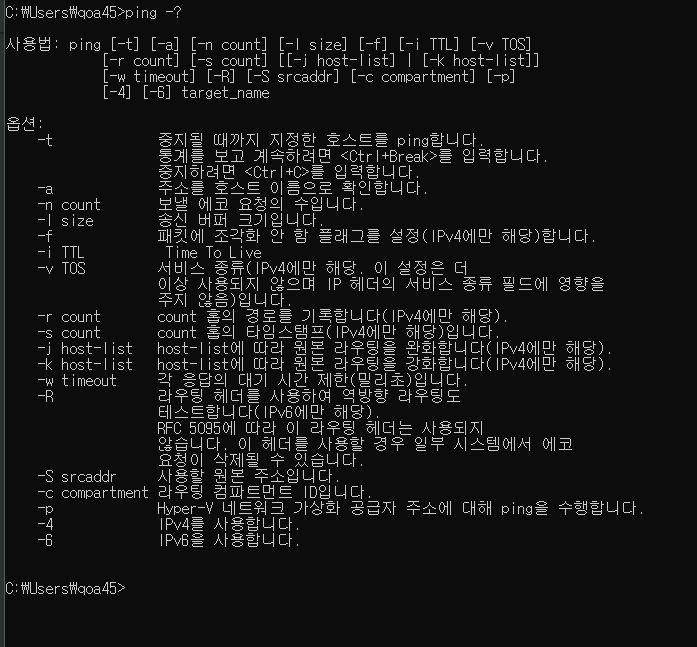 C:₩Users₩qoa45>ping -?
사용법: ping [-t] [-a] [-n count] [-l size] [-f] [-i TTL] [-v TOS]
[-r count] [-s count] [[-j host-list] | [-k host-list]]
[-w timeout] [-R] [-S srcaddr] [-c compartment] [-p]
[-4] [-6] target_name
옵션:
-t 중지될 때까지 지정한 호스트를 ping합니다.
통계를 보고 계속하려면 <Ctrl+Break>를 입력합니다.
중지하려면 <Ctrl+C>를 입력합니다.
-a 주소를 호스트 이름으로 확인합니다.
-n count 보낼 에코 요청의 수입니다.
-l size 송신 버퍼 크기입니다.
-f 패킷에 조각화 안 함 플래그를 설정(IPv4에만 해당)합니다.
-i TTL Time To Live
-v TOS 서비스 종류(IPv4에만 해당. 이 설정은 더
이상 사용되지 않으며 IP 헤더의 서비스 종류 필드에 영향을
주지 않음)입니다.
-r count count 홉의 경로를 기록합니다(IPv4에만 해당).
-s count count 홉의 타임스탬프(IPv4에만 해당)입니다.
-j host-list host-list에 따라 원본 라우팅을 완화합니다(IPv4에만 해당).
-k host-list host-list에 따라 원본 라우팅을 강화합니다(IPv4에만 해당).
-w timeout 각 응답의 대기 시간 제한(밀리초)입니다.
-R 라우팅 헤더를 사용하여 역방향 라우팅도
테스트합니다(IPv6에만 해당).
RFC 5095에 따라 이 라우팅 헤더는 사용되지
않습니다. 이 헤더를 사용할 경우 일부 시스템에서 에코
요청이 삭제될 수 있습니다.
-S srcaddr 사용할 원본 주소입니다.
-c compartment 라우팅 컴파트먼트 ID입니다.
-p Hyper-V 네트워크 가상화 공급자 주소에 대해 ping을 수행합니다.
-4 IPv4를 사용합니다.
-6 IPv6을 사용합니다.
C:₩Users₩qoa45>